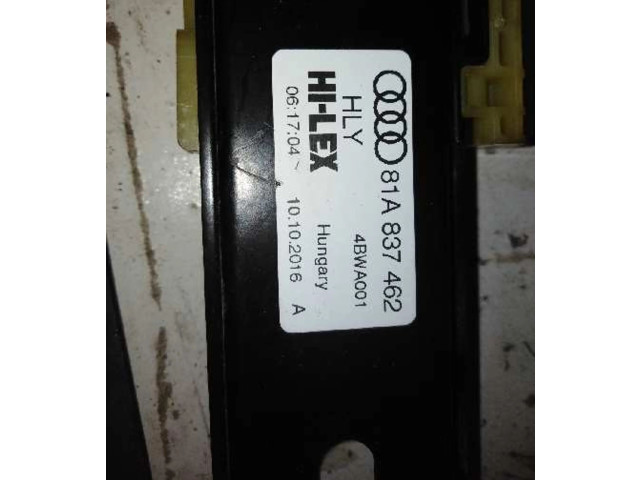 81A 837 462
HLY 4BWA001
HI-LEX Hungary
06:17:04 10.10.2016 A